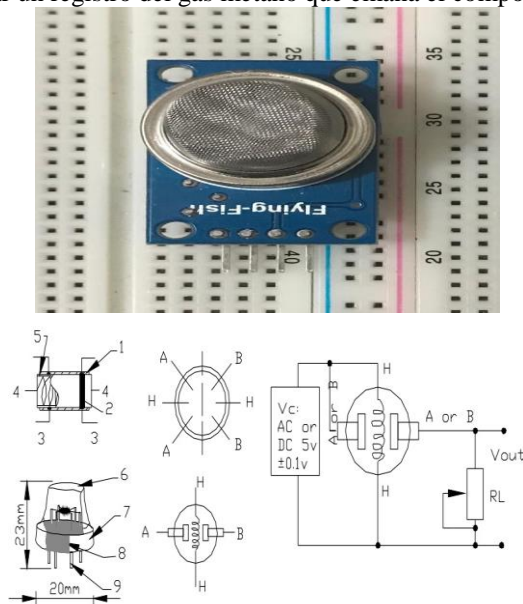 un registro del gas metano que emana el
25
35
30
Flying-Fish
25
40
20
5
1
4
4
2
3
3
A
B
H
H
A
B
H
Vc:
AC or
DC 5v
±0.1v
A or B
A or B
Vout
RL
H
6
7
8
9
23mm
20mm
H
A
B
H